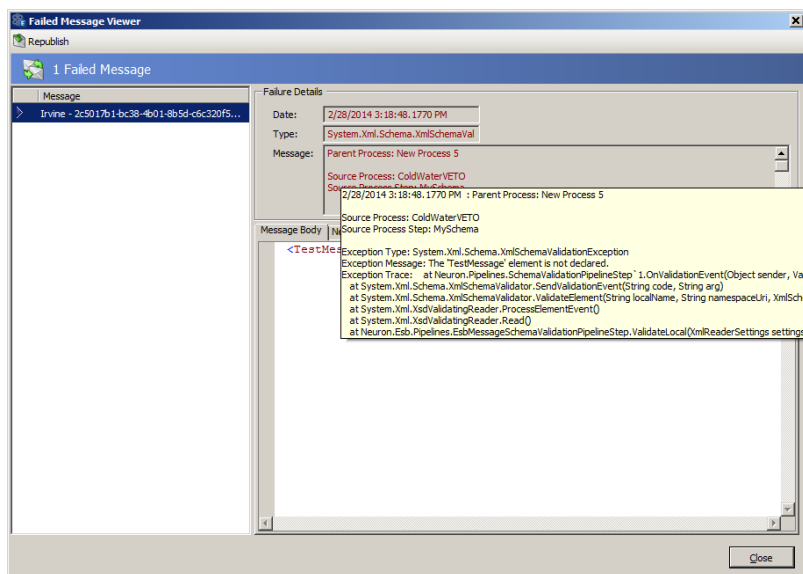 Failed Message Viewer
Republish
1 Failed Message
Message
Irvine - 2c5017b1-bc38-4b01-8b5d-c6c320f5...
Failure Details
Date: 2/28/2014 3:18:48.1770 PM
Type: System.Xml.Schema.XmlSchemaVal
Message: Parent Process: New Process 5
Source Process: ColdWaterVETO
2/28/2014 3:18:48.1770 PM : Parent Process: New Process 5
Source Process: ColdWaterVETO
Source Process Step: MySchema
Exception Type: System.Xml.Schema.XmlSchemaValidationException
Exception Message: The 'TestMessage' element is not declared.
Exception Trace: at Neuron.Pipelines.SchemaValidationPipelineStep`1.OnValidationEvent(Object sender, Va
at System.Xml.Schema.XmlSchemaValidator.SendValidationEvent(String code, String arg)
at System.Xml.Schema.XmlSchemaValidator.ValidateElement(String localName, String namespaceUri, XmlSch
at System.Xml.XsdValidatingReader.ProcessElementEvent()
at System.Xml.XsdValidatingReader.Read()
at Neuron.Esb.Pipelines.EsbMessageSchemaValidationPipelineStep.ValidateLocal(XmlReaderSettings settings
Message Body
<TestMes
Close